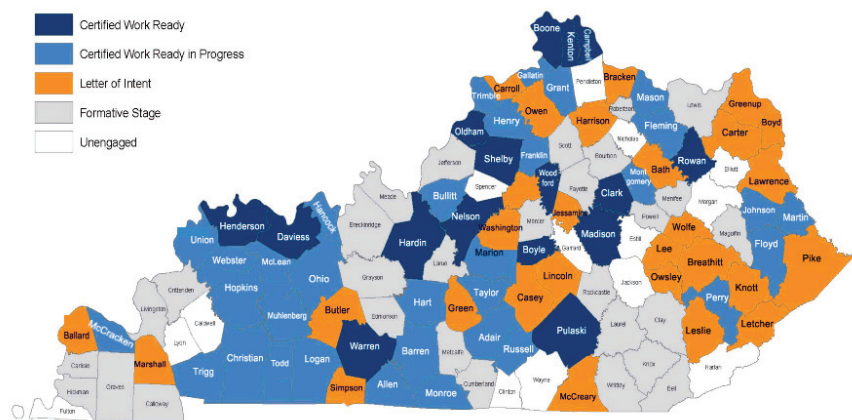 Certified Work Ready
Certified Work Ready in Progress
Letter of Intent
Formative Stage
Unengaged
Boone
Kenton
Campbell
Gallatin
Grant
Pendleton
Bracken
Carroll
Trimble
Owen
Henry
Harrison
Robertson
Mason
Lewis
Greenup
Boyd
Carter
Fleming
Nicholas
Rowan
Oldham
Shelby
Franklin
Scott
Bourbon
Jefferson
Bath
Elliott
Lawrence
Spencer
Wood
ford
Fayette
Clark
Mont
gomery
Menifee
Morgan
Bullitt
Nelson
Meade
Hancock
Breckinridge
Henderson
Daviess
Union
Webster
McLean
Hardin
Washington
Mercer
Jessamine
Madison
Powell
Wolfe
Magoffin
Johnson
Martin
Floyd
Pike
Estill
Lee
Breathitt
Knott
Owsley
Perry
Letcher
Leslie
Marion
Boyle
Garrard
Lincoln
Jackson
Rockcastle
Larue
Grayson
Ohio
Hopkins
Muhlenberg
Butler
Edmonson
Hart
Green
Taylor
Casey
Pulaski
Laurel
Clay
Crittenden
Livingston
Caldwell
Lyon
Ballard
McCracken
Marshall
Carlisle
Hickman
Graves
Calloway
Fulton
Trigg
Christian
Todd
Logan
Warren
Simpson
Allen
Barren
Metcalfe
Adair
Russell
Monroe
Cumberland
Clinton
Wayne
McCreary
Whitley
Knox
Bell
Harlan